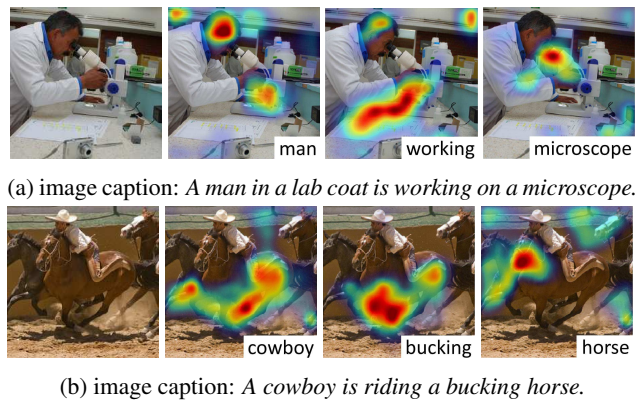 man
working
microscope
(a) image caption: A man in a lab coat is working on a microscope.
cowboy
bucking
horse
(b) image caption: A cowboy is riding a bucking horse.